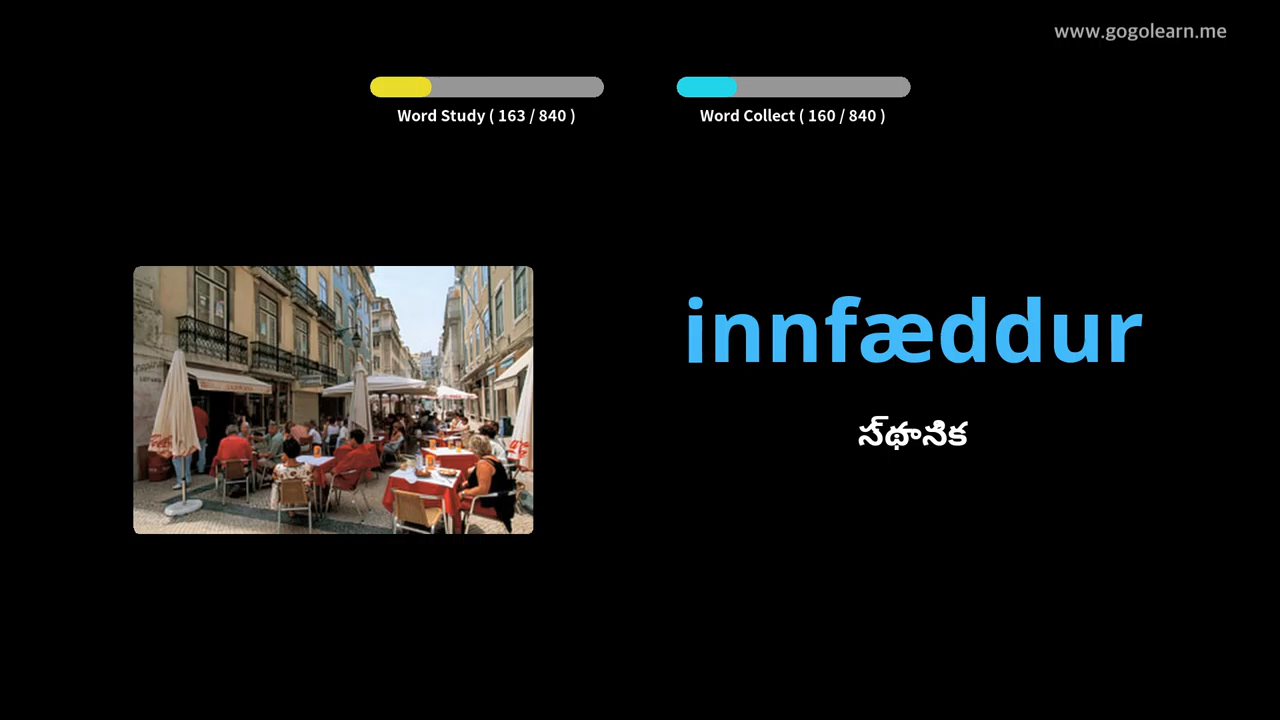 www.gogolearn.me
Word Study ( 163 / 840 )
Word Collect ( 160 / 840 )
innfæddur
స్థానిక